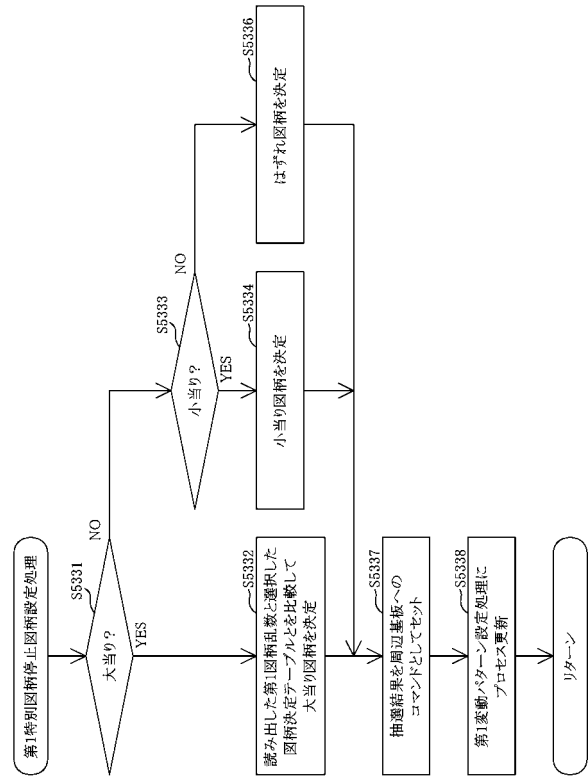 第1特別図柄停止図柄設定処理
S5331
大当り？
NO
YES
S5333
小当り？
NO
YES
S5332
読み出した第1図柄乱数と選択した
図柄決定テーブルとを比較して
大当り図柄を決定
S5334
小当り図柄を決定
S5336
はずれ図柄を決定
S5337
抽選結果を周辺基板への
コマンドとしてセット
S5338
第1変動パターン設定処理に
プロセス更新
リターン